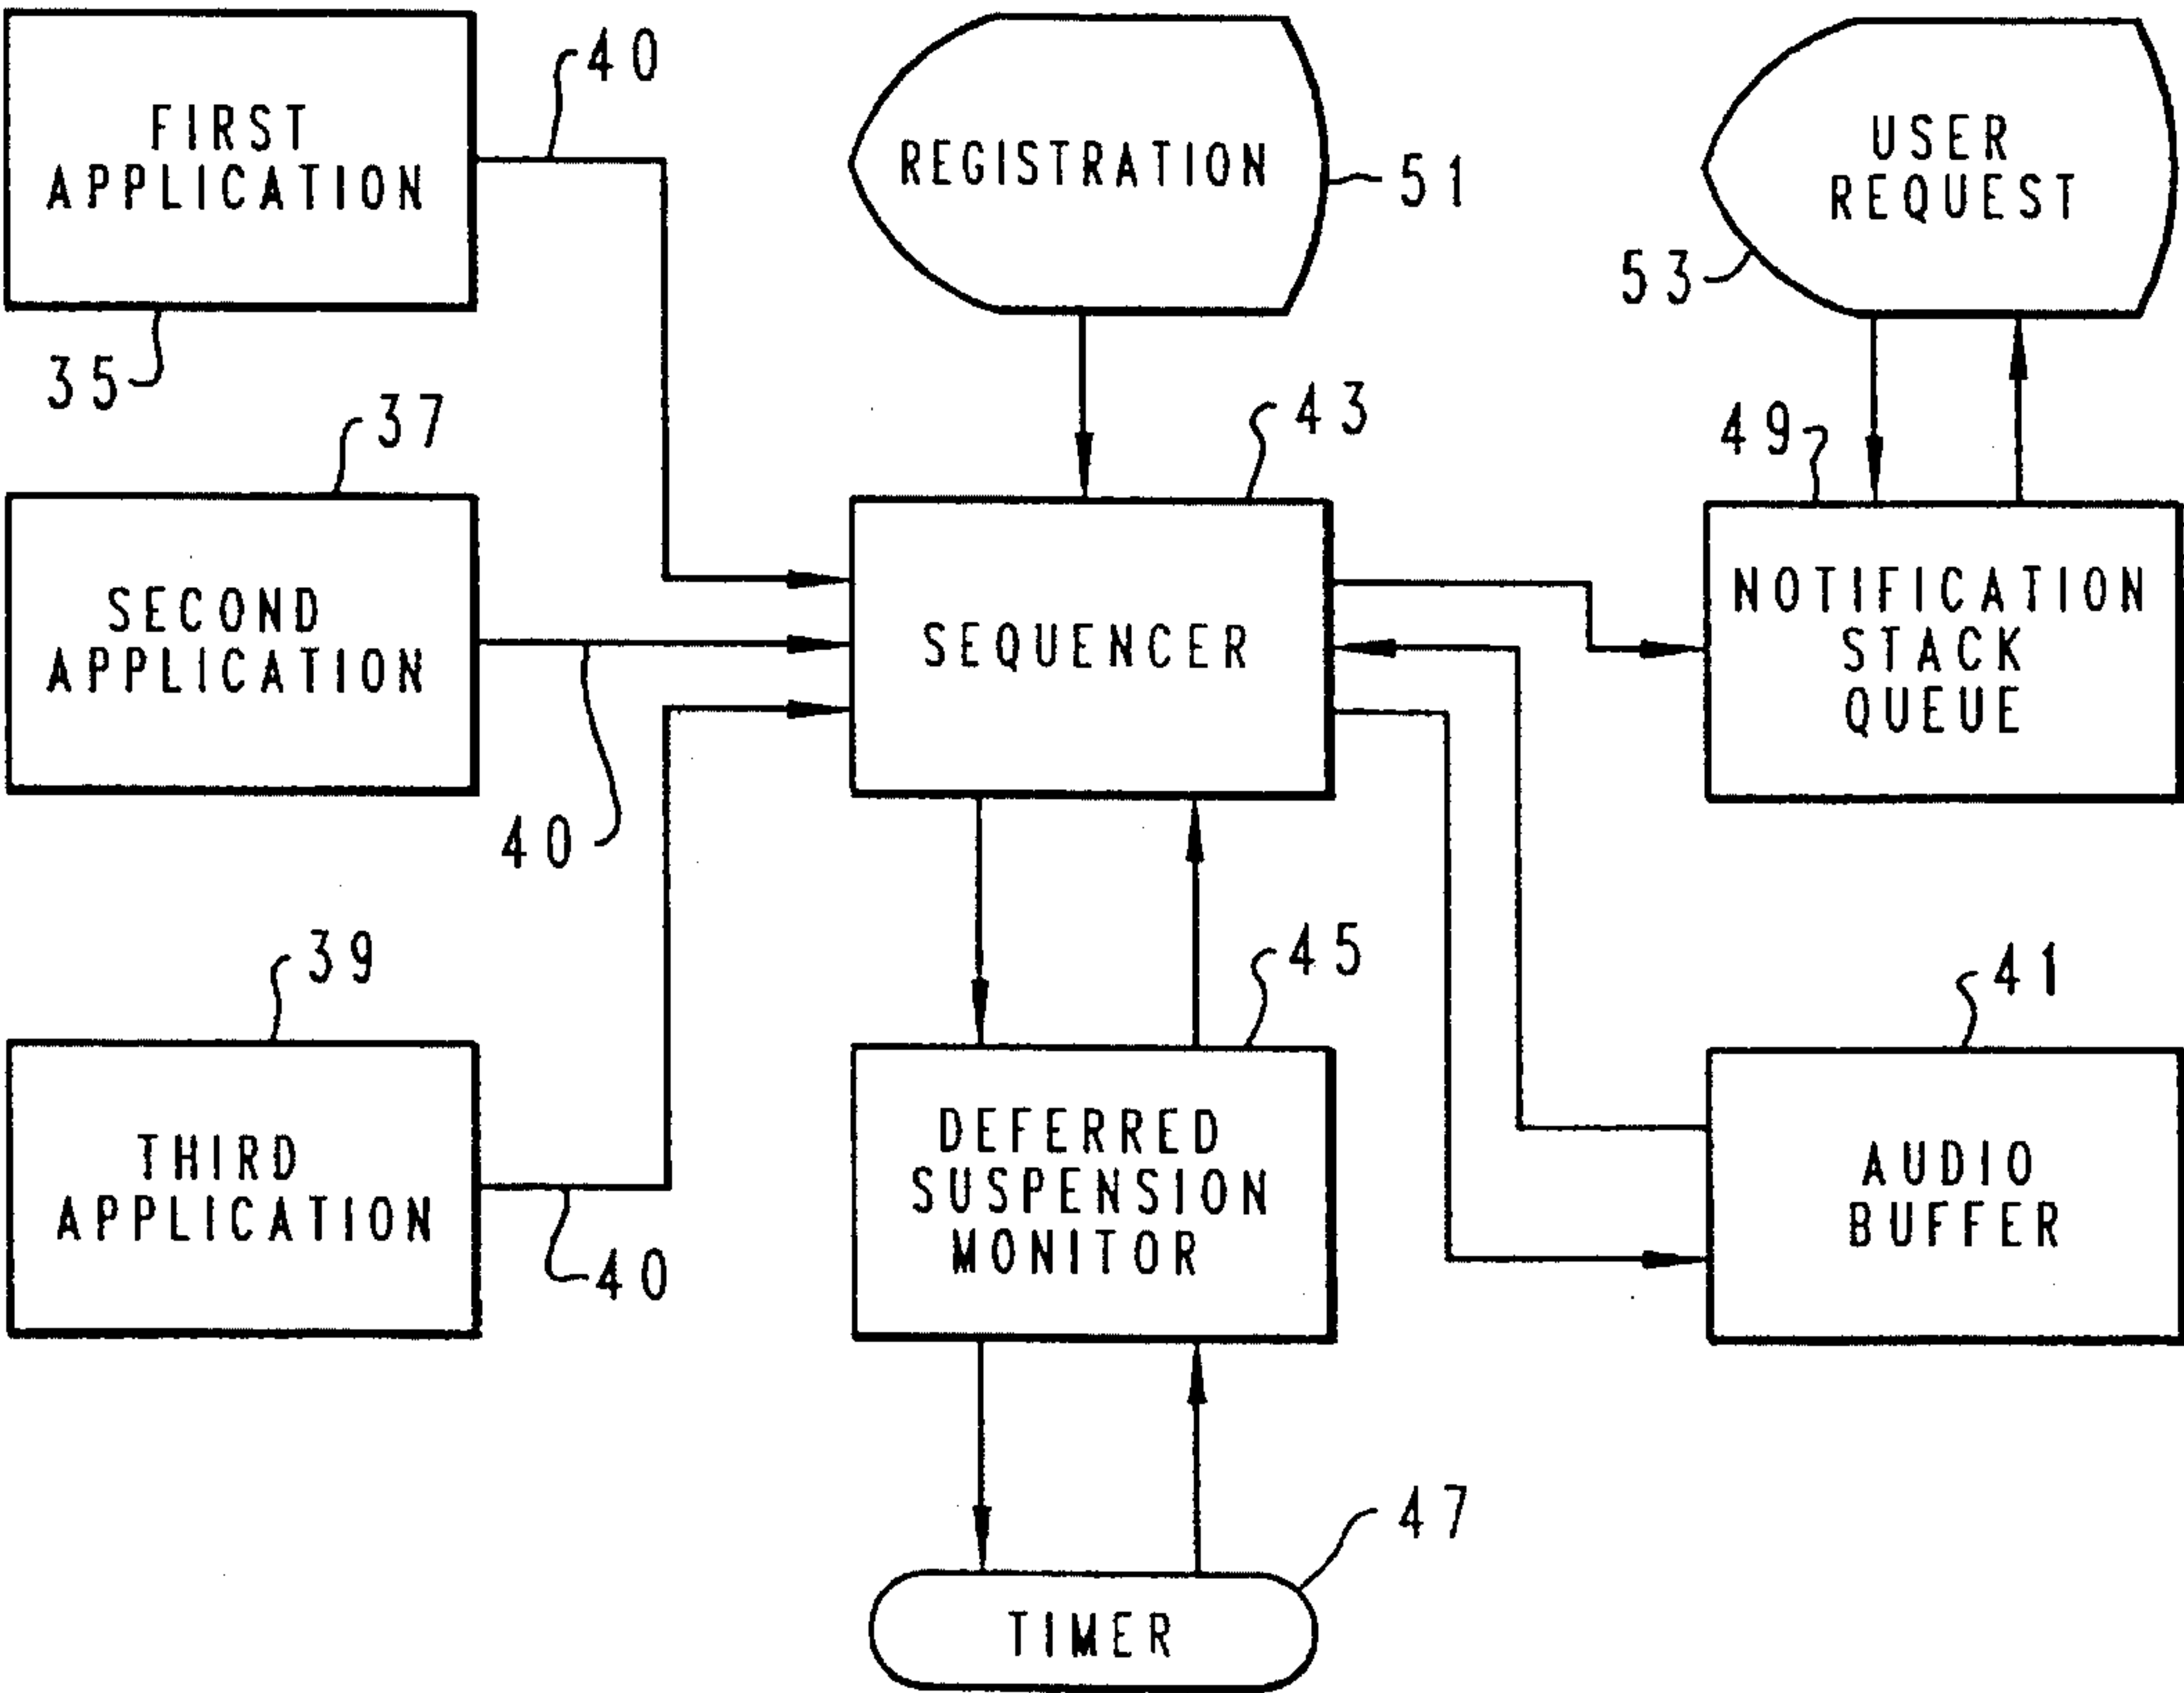 FIRST
APPLICATION
40
35
REGISTRATION
51
USER
REQUEST
53
37
SECOND
APPLICATION
40
43
SEQUENCER
49
NOTIFICATION
STACK
QUEUE
39
THIRD
APPLICATION
40
45
DEFERRED
SUSPENSION
MONITOR
41
AUDIO
BUFFER
47
TIMER